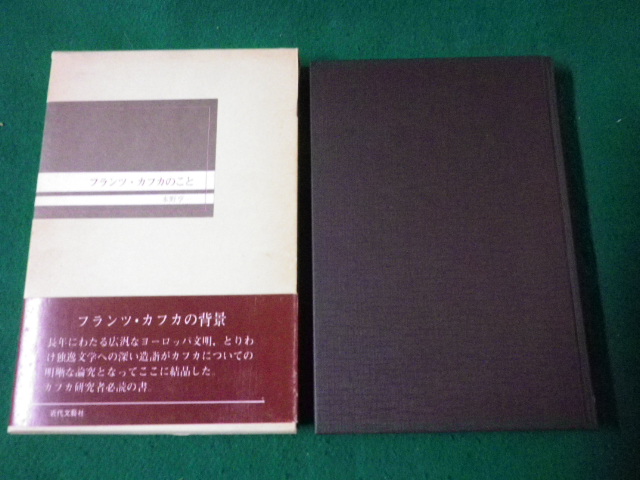 フランツ・カフカのこと
フランツ・カフカの背景
長年にわたる広汎なヨーロッパ文明、とりわ
け独逸文学への深い造詣がカフカについての
明晰な論究となってここに結晶した。
カフカ研究者必読の書。
近代文藝社